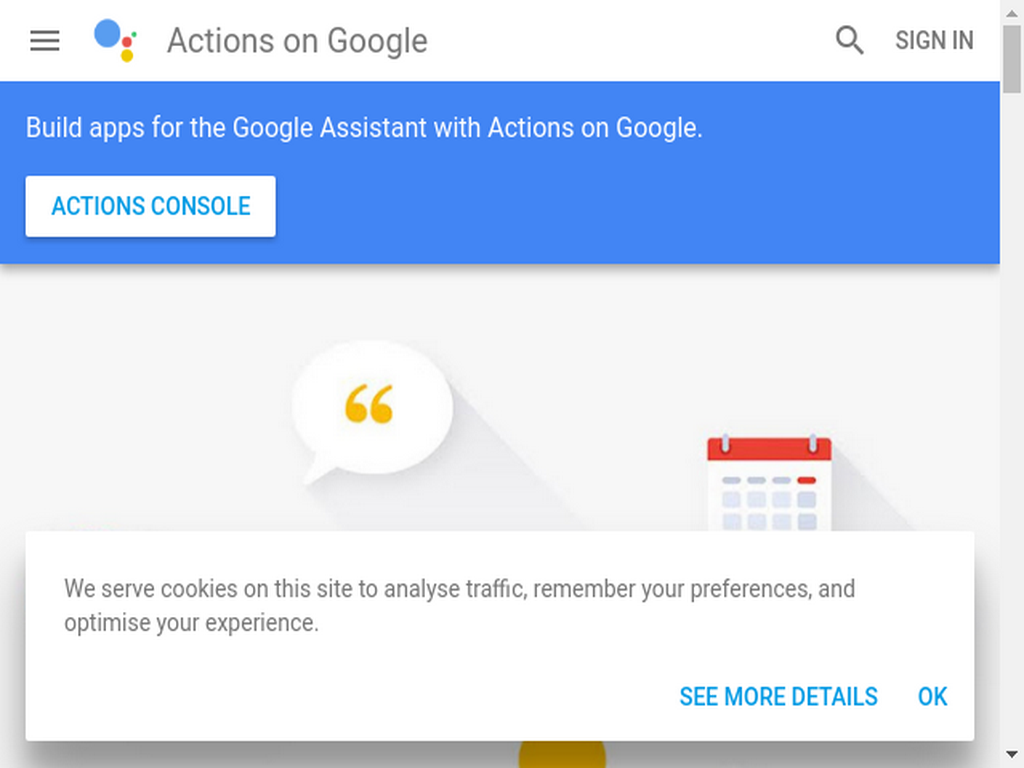 Actions on Google
SIGN IN
Build apps for the Google Assistant with Actions on Google.
ACTIONS CONSOLE
“
We serve cookies on this site to analyse traffic, remember your preferences, and
optimise your experience.
SEE MORE DETAILS
OK